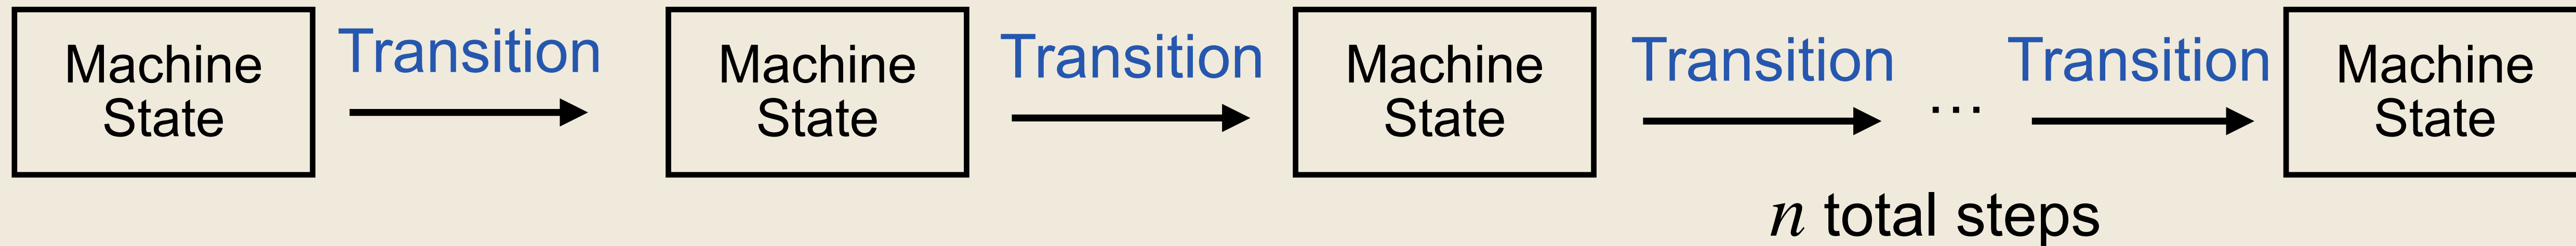 Machine
State
Transition
Machine
State
Transition
Machine
State
Transition
...
Transition
Machine
State
n total steps